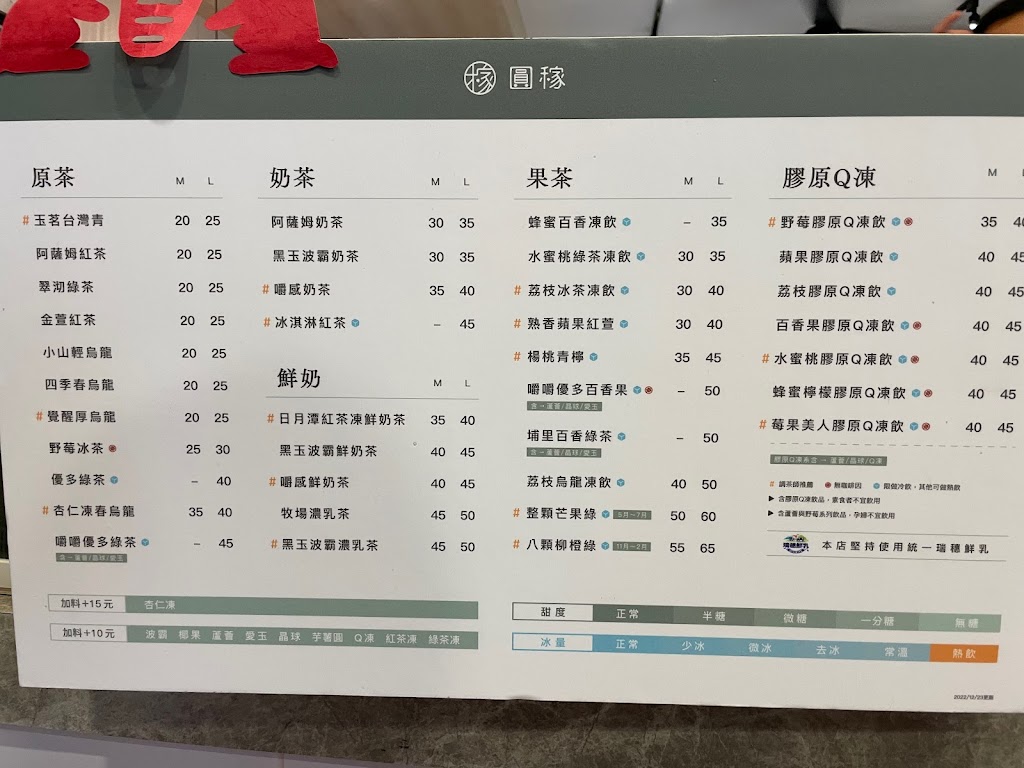 圓稼
原茶 M L
#玉茗台灣青 20 25
阿薩姆紅茶 20 25
翠沏綠茶 20 25
金萱紅茶 20 25
小山輕烏龍 20 25
四季春烏龍 20 25
#覺醒厚烏龍 20 25
野莓冰茶 25 30
優多綠茶 – 40
#杏仁凍春烏龍 35 40
嚼嚼優多綠茶 – 45
含→蘆薈/晶球/愛玉
奶茶 M L
阿薩姆奶茶 30 35
黑玉波霸奶茶 30 35
#嚼感奶茶 35 40
#冰淇淋紅茶 – 45
鮮奶 M L
#日月潭紅茶凍鮮奶茶 35 40
黑玉波霸鮮奶茶 40 45
#嚼感鮮奶茶 40 45
牧場濃乳茶 45 50
#黑玉波霸濃乳茶 45 50
果茶 M L
蜂蜜百香凍飲 – 35
水蜜桃綠茶凍飲 30 35
#荔枝冰茶凍飲 30 40
#熟香蘋果紅萱 30 40
#楊桃青檸 35 45
嚼嚼優多百香果 – 50
含→蘆薈/晶球/愛玉
埔里百香綠茶 – 50
含→蘆薈/晶球/愛玉
荔枝烏龍凍飲 40 50
#整顆芒果綠 5月~7月 50 60
#八顆柳橙綠 11月~2月 55 65
膠原Q凍 M
#野莓膠原Q凍飲 35 40
蘋果膠原Q凍飲 40 45
荔枝膠原Q凍飲 40 45
百香果膠原Q凍飲 40 45
#水蜜桃膠原Q凍飲 40 45
蜂蜜檸檬膠原Q凍飲 40 45
#莓果美人膠原Q凍飲 40 45
膠原Q凍系含→蘆薈/晶球/Q凍
#調茶師推薦 無咖啡因 限做冷飲,其他可做熱飲
▶含膠原Q凍飲品,素食者不宜飲用
▶含蘆薈與野莓系列飲品,孕婦不宜飲用
瑞穗鮮乳 本店堅持使用統一瑞穗鮮乳
加料+15元 杏仁凍
加料+10元 波霸 椰果 蘆薈 愛玉 晶球 芋薯圓 Q凍 紅茶凍 綠茶凍
甜度 正常 半糖 微糖 一分糖 無糖
冰量 正常 少冰 微冰 去冰 常溫 熱飲
2022/12/23更新